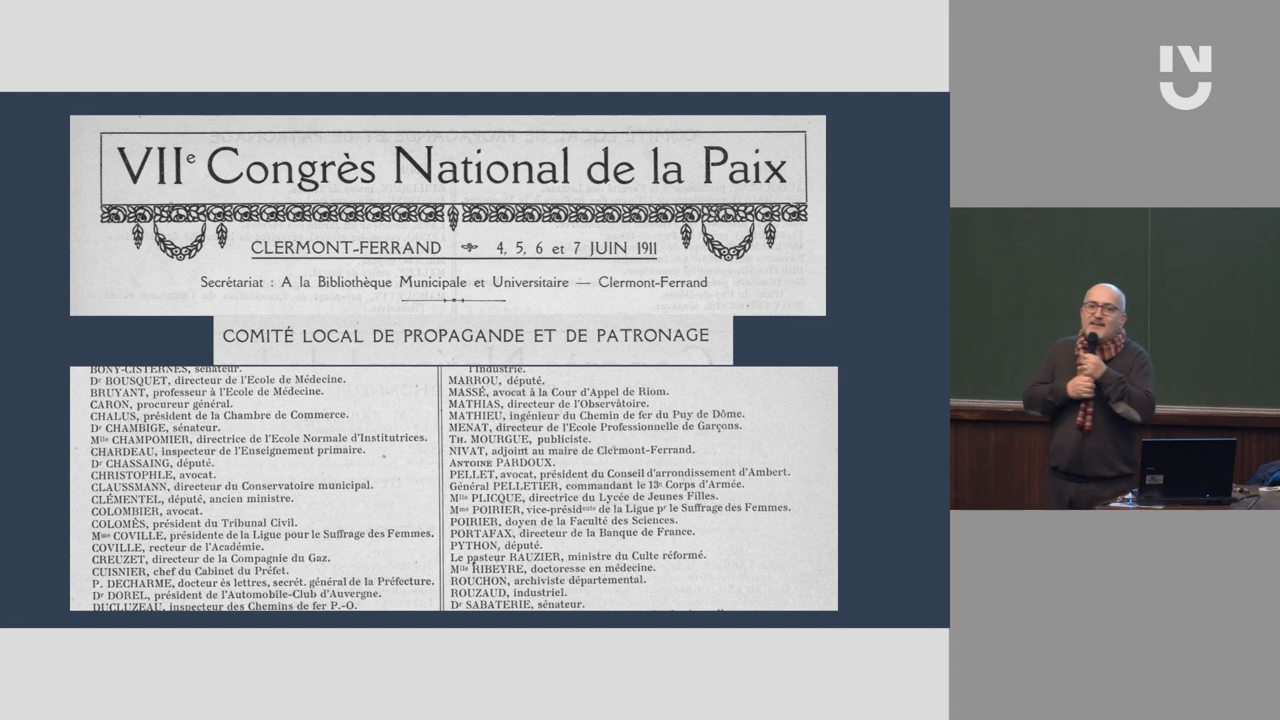 VIIe Congrès National de la Paix
CLERMONT-FERRAND 4, 5, 6 et 7 JUIN 1911
Secrétariat : A la Bibliothèque Municipale et Universitaire — Clermont-Ferrand
COMITÉ LOCAL DE PROPAGANDE ET DE PATRONAGE
BONY-CISTERNES, sénateur.
Dr BOUSQUET, directeur de l'Ecole de Médecine.
BRUYANT, professeur à l'Ecole de Médecine.
CARON, procureur général.
CHALUS, président de la Chambre de Commerce.
Dr CHAMBIGE, sénateur.
Mlle CHAMPOMIER, directrice de l'Ecole Normale d'Institutrices.
CHARDEAU, inspecteur de l'Enseignement primaire.
Dr CHASSAING, député.
CHRISTOPHLE, avocat.
CLAUSSMANN, directeur du Conservatoire municipal.
CLÉMENTEL, député, ancien ministre.
COLOMBIER, avocat.
COLOMÈS, président du Tribunal Civil.
Mme COVILLE, présidente de la Ligue pour le Suffrage des Femmes.
COVILLE, recteur de l'Académie.
CREUZET, directeur de la Compagnie du Gaz.
CUISNIER, chef du Cabinet du Préfet.
P. DECHARME, docteur ès lettres, secrét. général de la Préfecture.
Dr DOREL, président de l'Automobile-Club d'Auvergne.
DUCLUZEAU, inspecteur des Chemins de fer P.-O.
l'Industrie.
MARROU, député.
MASSÉ, avocat à la Cour d'Appel de Riom.
MATHIAS, directeur de l'Observatoire.
MATHIEU, ingénieur du Chemin de fer du Puy de Dôme.
MENAT, directeur de l'Ecole Professionnelle de Garçons.
TH. MOURGUE, publiciste.
NIVAT, adjoint au maire de Clermont-Ferrand.
ANTOINE PARDOUX.
PELLET, avocat, président du Conseil d'arrondissement d'Ambert.
Général PELLETIER, commandant le 13e Corps d'Armée.
Mlle PLICQUE, directrice du Lycée de Jeunes Filles.
Mme POIRIER, vice-présidente de la Ligue pr le Suffrage des Femmes.
POIRIER, doyen de la Faculté des Sciences.
PORTAFAX, directeur de la Banque de France.
PYTHON, député.
Le pasteur RAUZIER, ministre du Culte réformé.
Mlle RIBEYRE, doctoresse en médecine.
ROUCHON, archiviste départemental.
ROUZAUD, industriel.
Dr SABATERIE, sénateur.